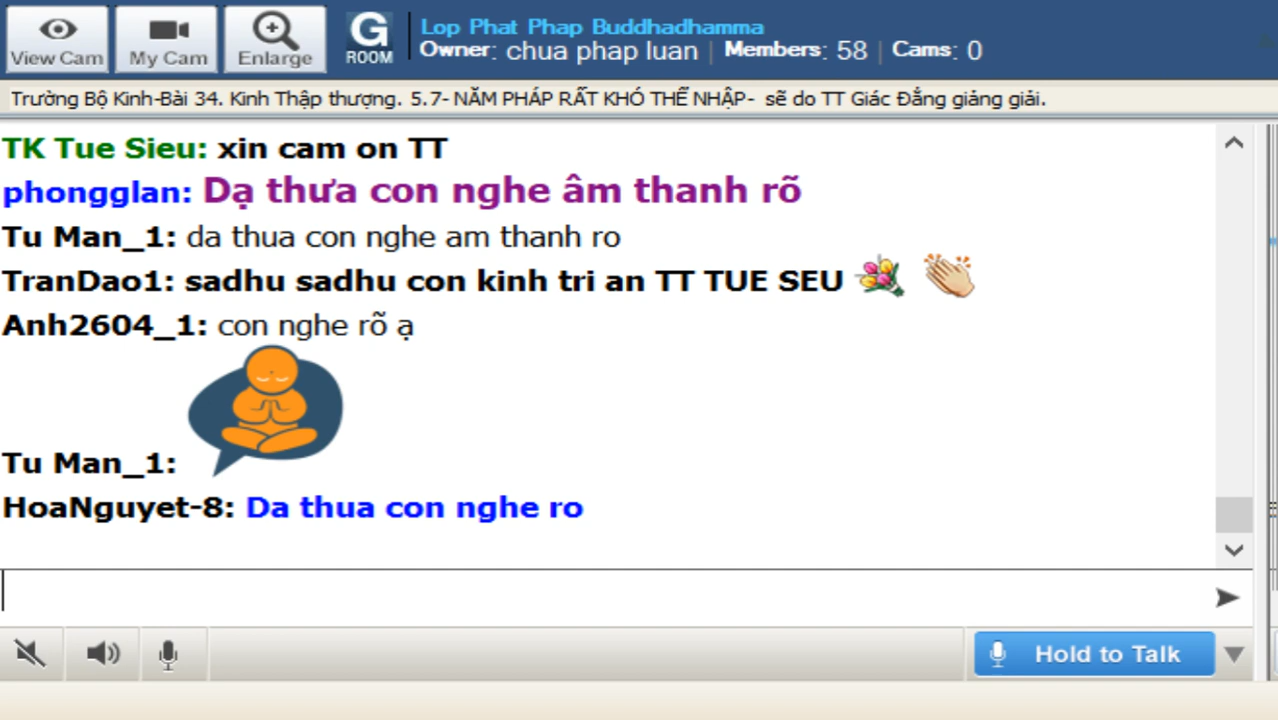 View Cam
My Cam
Enlarge
G
ROOM
Lop Phat Phap Buddhadhamma
Owner: chua phap luan | Members: 58 | Cams: 0
Trường Bộ Kinh-Bài 34. Kinh Thập thượng. 5.7- NĂM PHÁP RẤT KHÓ THỂ NHẬP- sẽ do TT Giác Đẳng giảng giải.
TK Tue Sieu: xin cam on TT
phongglan: Dạ thưa con nghe âm thanh rõ
Tu Man_1: da thua con nghe am thanh ro
TranDao1: sadhu sadhu con kinh tri an TT TUE SEU
Anh2604_1: con nghe rõ ạ
Tu Man_1:
HoaNguyet-8: Da thua con nghe ro
Hold to Talk